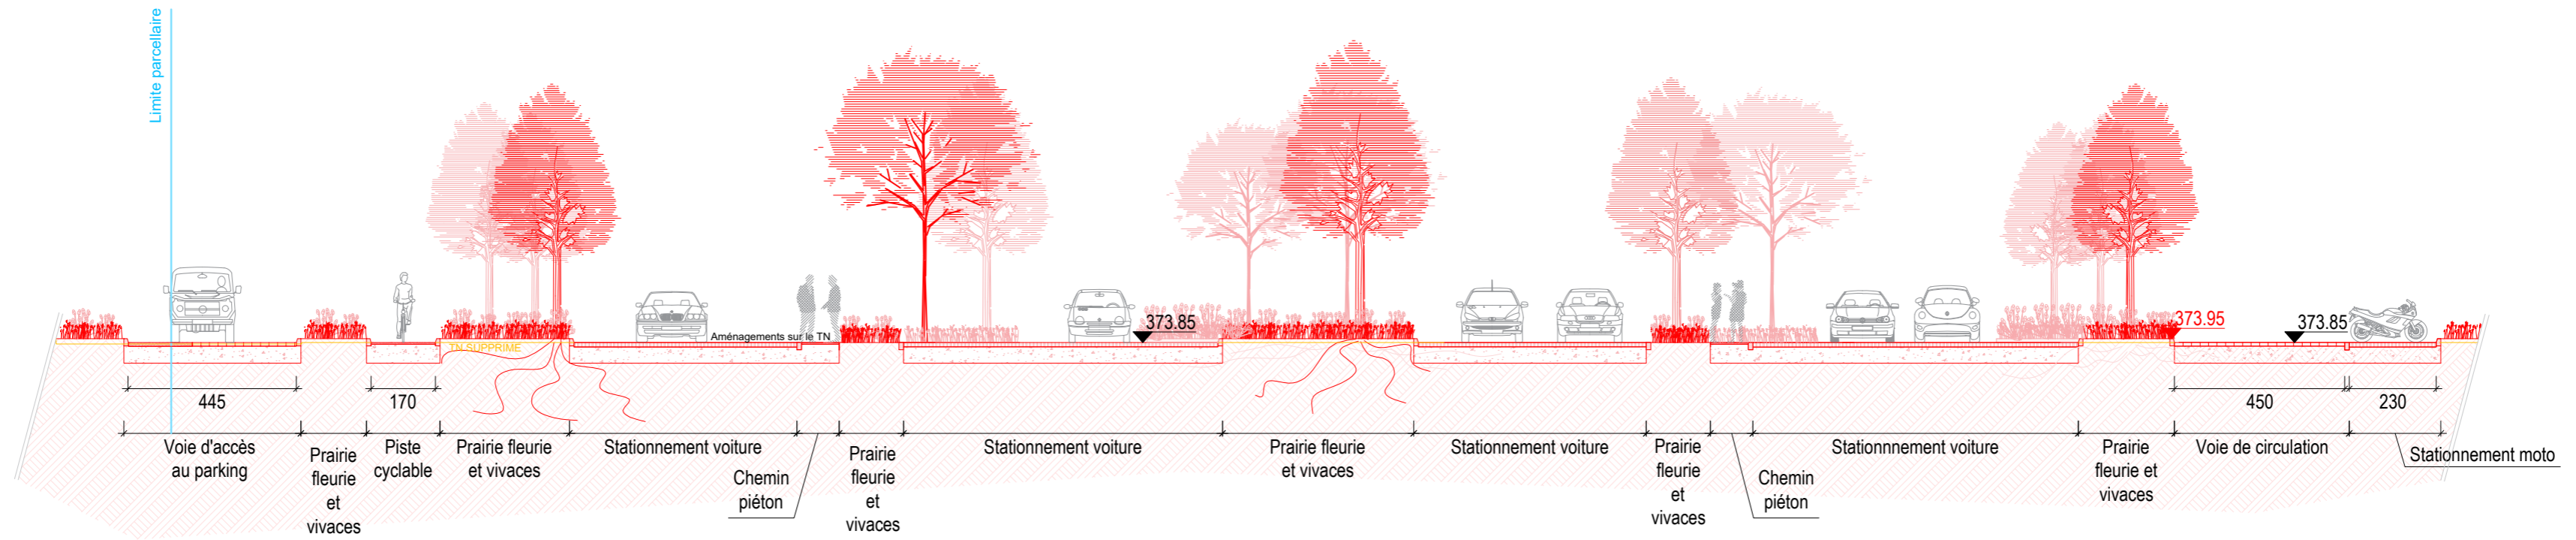 Limite parcellaire
Aménagements sur le TN
TN SUPPRIME
373.85
373.95
373.85
445
170
450
230
Voie d'accès
au parking
Prairie
fleurie
et
vivaces
Piste
cyclable
Prairie fleurie
et vivaces
Stationnement voiture
Chemin
piéton
Prairie
fleurie
et
vivaces
Stationnement voiture
Prairie fleurie
et vivaces
Stationnement voiture
Prairie
fleurie
et
vivaces
Chemin
piéton
Stationnnement voiture
Prairie
fleurie et
vivaces
Voie de circulation
Stationnement moto